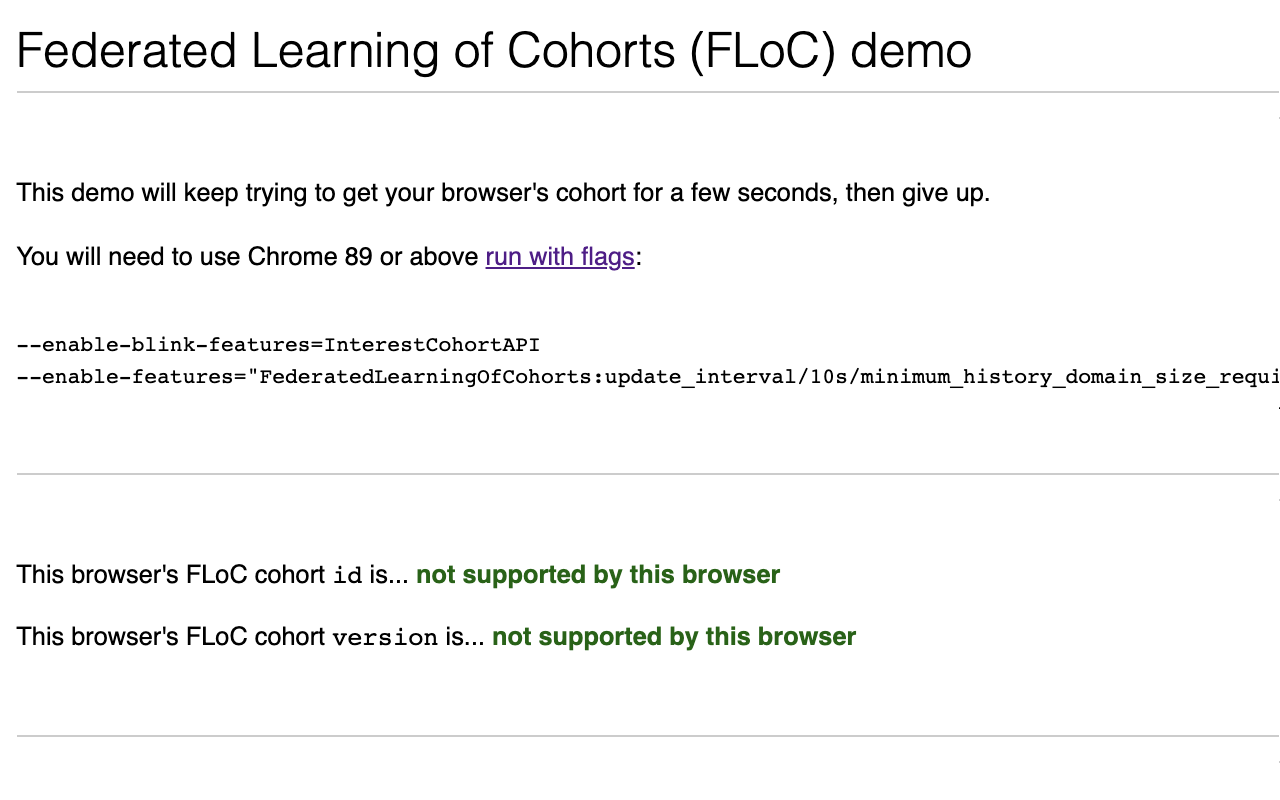 Federated Learning of Cohorts (FLoC) demo
This demo will keep trying to get your browser's cohort for a few seconds, then give up.
You will need to use Chrome 89 or above run with flags:
--enable-blink-features=InterestCohortAPI
--enable-features="FederatedLearningOfCohorts:update_interval/10s/minimum_history_domain_size_requi
This browser's FLoC cohort id is... not supported by this browser
This browser's FLoC cohort version is... not supported by this browser